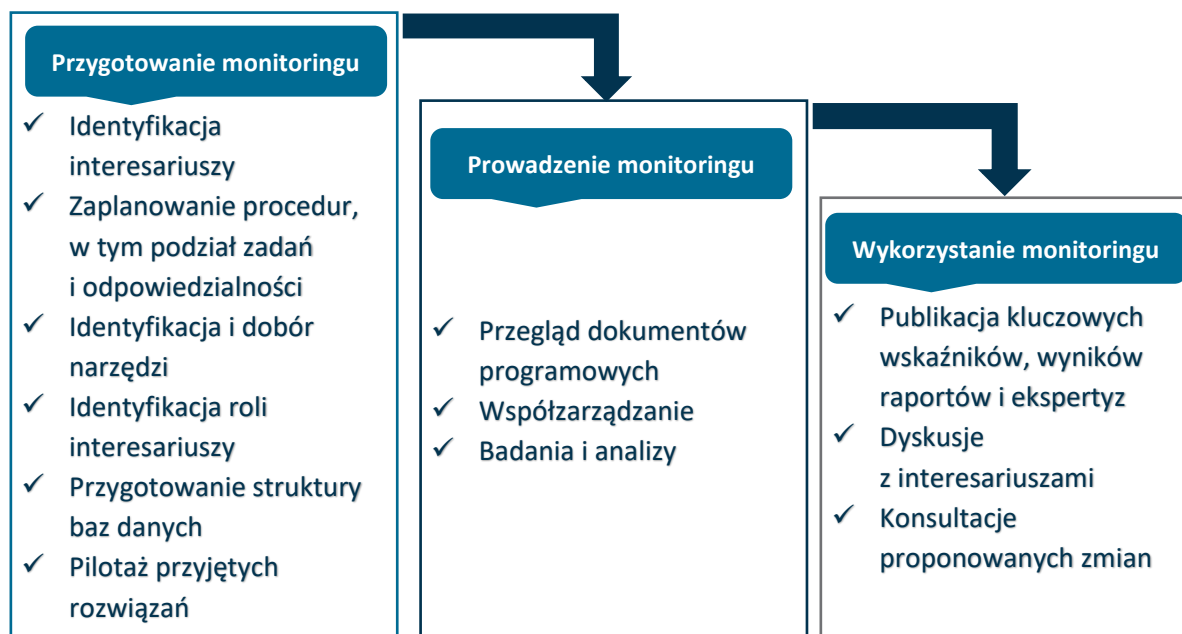 Przygotowanie monitoringu
✓ Identyfikacja
interesariuszy
✓ Zaplanowanie procedur,
w tym podział zadań
i odpowiedzialności
✓ Identyfikacja i dobór
narzędzi
✓ Identyfikacja roli
interesariuszy
✓ Przygotowanie struktury
baz danych
✓ Pilotaż przyjętych
rozwiązań
Prowadzenie monitoringu
✓ Przegląd dokumentów
programowych
✓ Współzarządzanie
✓ Badania i analizy
Wykorzystanie monitoringu
✓ Publikacja kluczowych
wskaźników, wyników
raportów i ekspertyz
✓ Dyskusje
z interesariuszami
✓ Konsultacje
proponowanych zmian